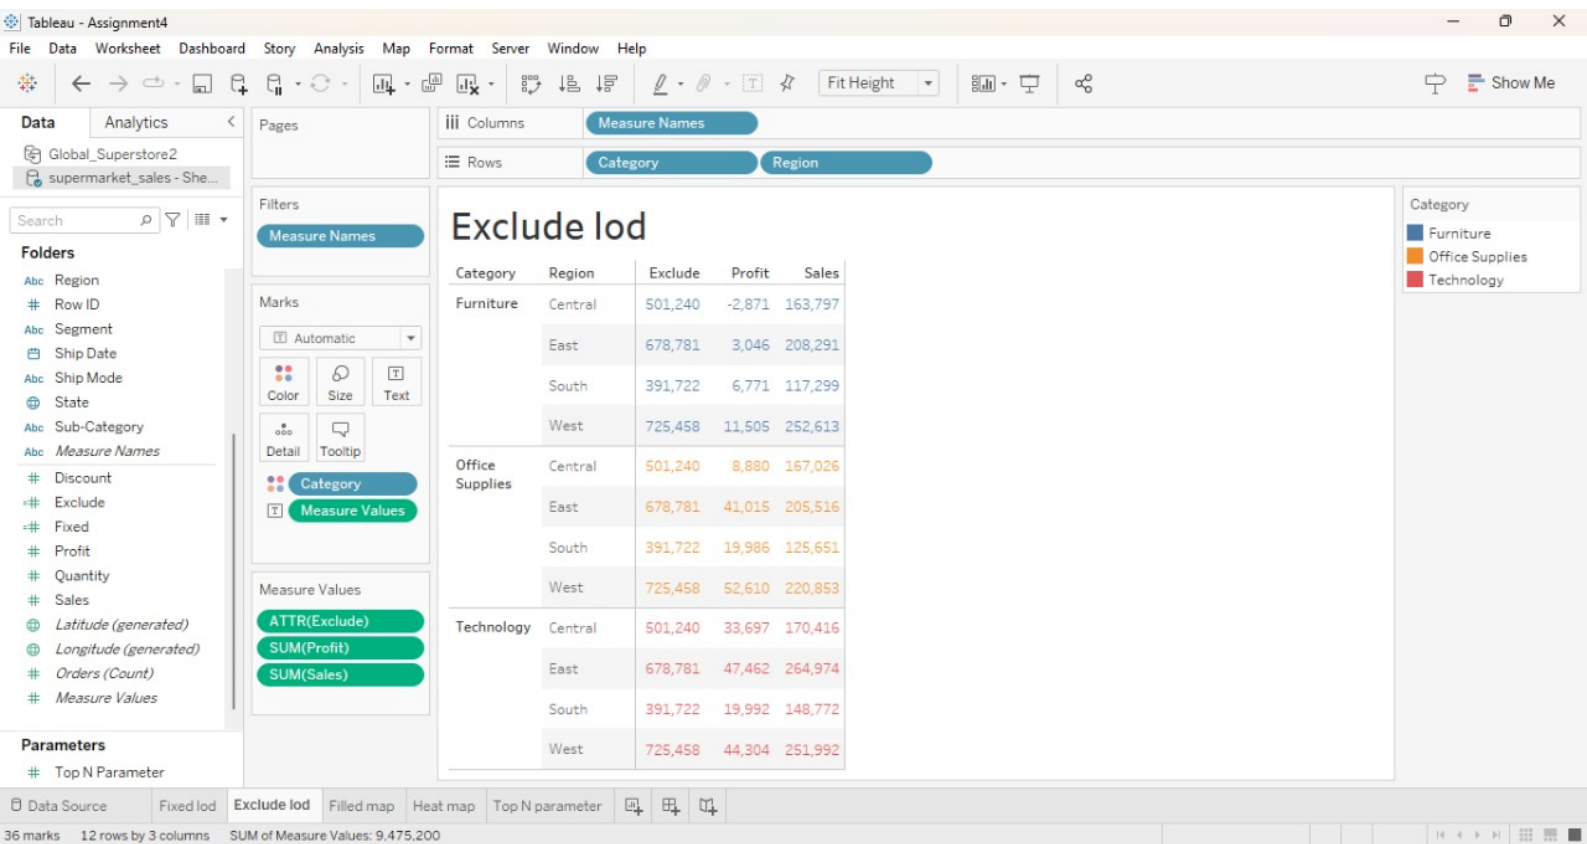 Tableau - Assignment4
File Data Worksheet Dashboard Story Analysis Map Format Server Window Help
Fit Height
Show Me
Data Analytics
Global_Superstore2
supermarket_sales - She...
Search
Folders
Abc Region
# Row ID
Abc Segment
Ship Date
Abc Ship Mode
State
Abc Sub-Category
Abc Measure Names
# Discount
=# Exclude
=# Fixed
# Profit
# Quantity
# Sales
Latitude (generated)
Longitude (generated)
# Orders (Count)
# Measure Values
Parameters
# Top N Parameter
Pages
Filters
Measure Names
Marks
T Automatic
Color Size Text
Detail Tooltip
Category
T Measure Values
Measure Values
ATTR(Exclude)
SUM(Profit)
SUM(Sales)
Columns Measure Names
Rows Category Region
Exclude lod
Category Region Exclude Profit Sales
Furniture Central 501,240 -2,871 163,797
East 678,781 3,046 208,291
South 391,722 6,771 117,299
West 725,458 11,505 252,613
Office Supplies Central 501,240 8,880 167,026
East 678,781 41,015 205,516
South 391,722 19,986 125,651
West 725,458 52,610 220,853
Technology Central 501,240 33,697 170,416
East 678,781 47,462 264,974
South 391,722 19,992 148,772
West 725,458 44,304 251,992
Category
Furniture
Office Supplies
Technology
Data Source Fixed lod Exclude lod Filled map Heat map Top N parameter
36 marks 12 rows by 3 columns SUM of Measure Values: 9,475,200